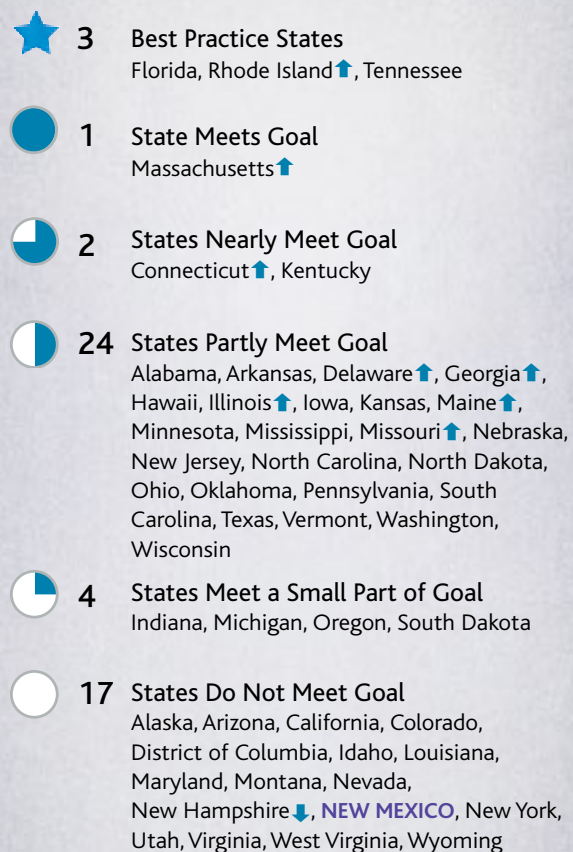 3 Best Practice States
Florida, Rhode Island⬆, Tennessee
1 State Meets Goal
Massachusetts⬆
2 States Nearly Meet Goal
Connecticut⬆, Kentucky
24 States Partly Meet Goal
Alabama, Arkansas, Delaware⬆, Georgia⬆,
Hawaii, Illinois⬆, Iowa, Kansas, Maine⬆,
Minnesota, Mississippi, Missouri⬆, Nebraska,
New Jersey, North Carolina, North Dakota,
Ohio, Oklahoma, Pennsylvania, South
Carolina, Texas, Vermont, Washington,
Wisconsin
4 States Meet a Small Part of Goal
Indiana, Michigan, Oregon, South Dakota
17 States Do Not Meet Goal
Alaska, Arizona, California, Colorado,
District of Columbia, Idaho, Louisiana,
Maryland, Montana, Nevada,
New Hampshire⬇, NEW MEXICO, New York,
Utah, Virginia, West Virginia, Wyoming